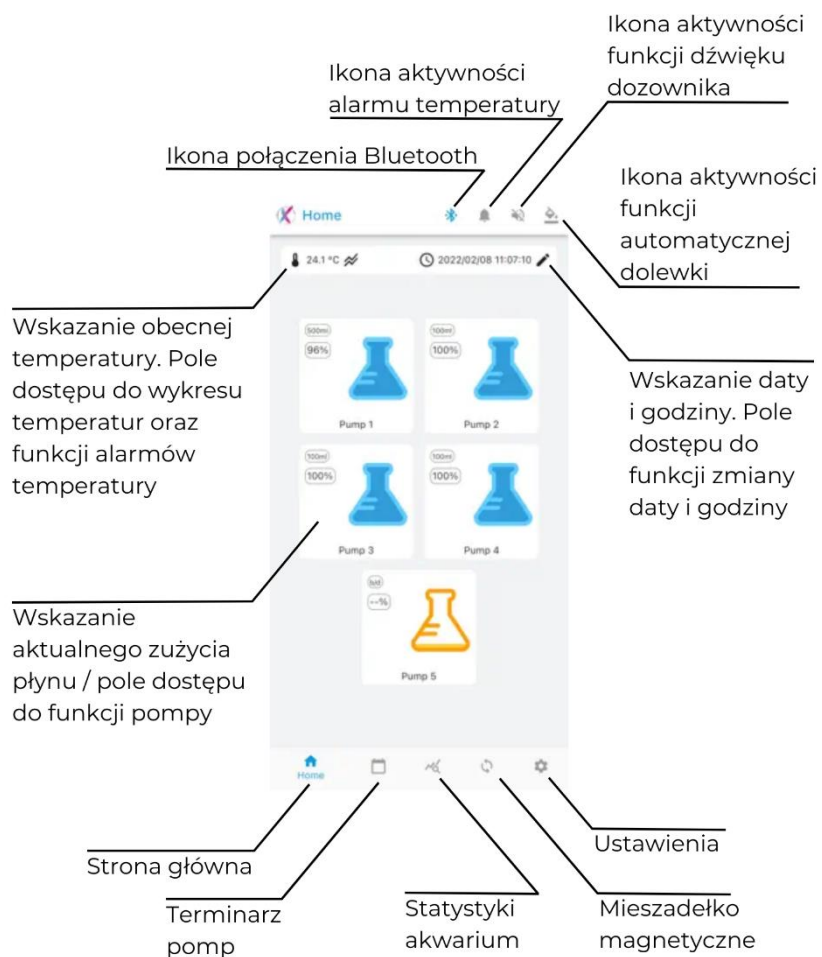 Ikona aktywności
funkcji dźwięku
dozownika
Ikona aktywności
alarmu temperatury
Ikona połączenia Bluetooth
Ikona aktywności
funkcji
automatycznej
dolewki
Home
24.1 °C
2022/02/08 11:07:10
Wskazanie obecnej
temperatury. Pole
dostępu do wykresu
temperatur oraz
funkcji alarmów
temperatury
Wskazanie daty
i godziny. Pole
dostępu do
funkcji zmiany
daty i godziny
500ml
96%
Pump 1
100ml
100%
Pump 2
100ml
100%
Pump 3
100ml
100%
Pump 4
--%
Pump 5
Wskazanie
aktualnego zużycia
płynu / pole dostępu
do funkcji pompy
Home
Strona główna
Terminarz
pomp
Statystyki
akwarium
Mieszadełko
magnetyczne
Ustawienia